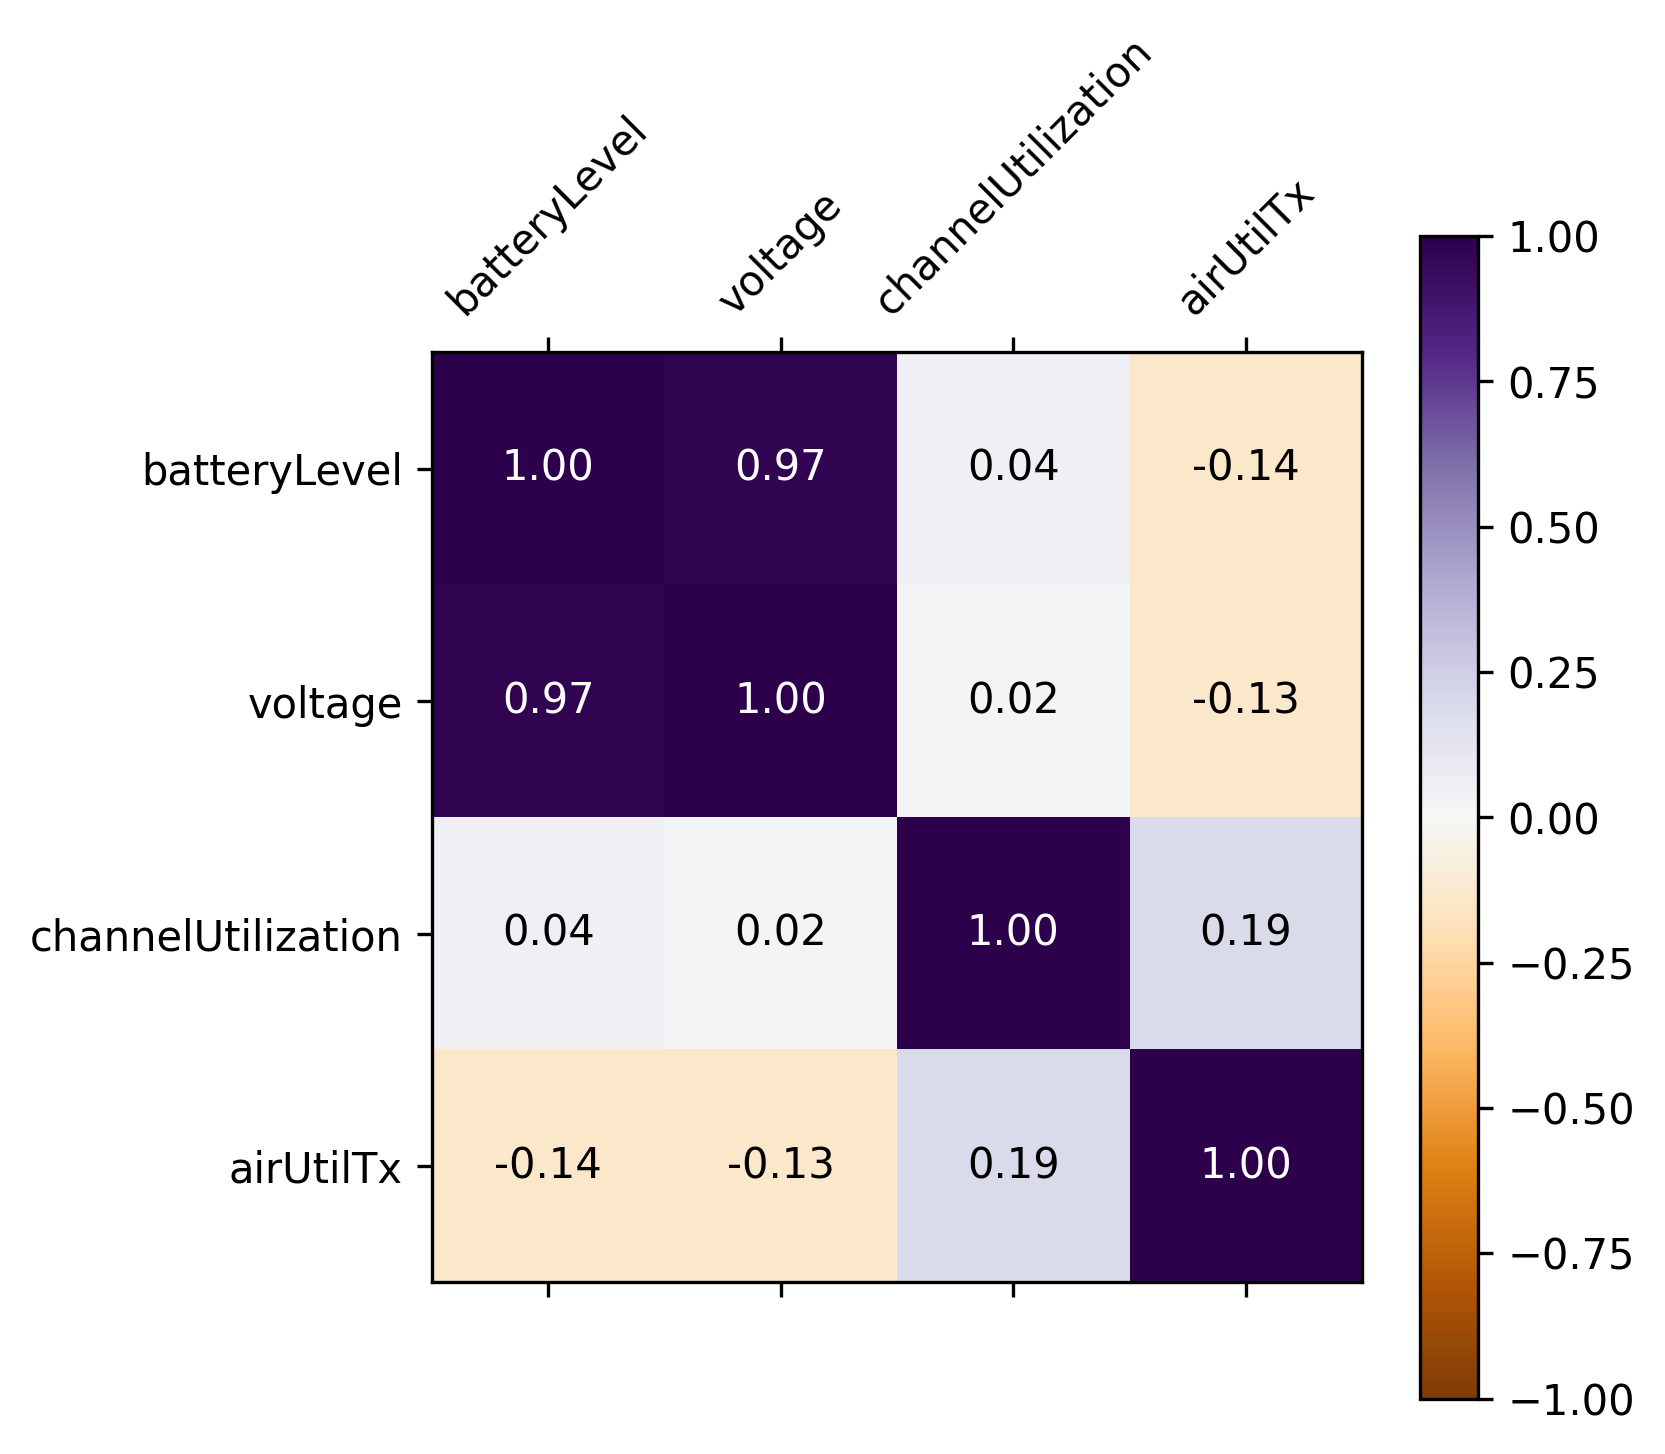 batteryLevel
voltage
channelUtilization
airUtilTx
batteryLevel 1.00 0.97 0.04 -0.14
voltage 0.97 1.00 0.02 -0.13
channelUtilization 0.04 0.02 1.00 0.19
airUtilTx -0.14 -0.13 0.19 1.00
1.00
0.75
0.50
0.25
0.00
−0.25
−0.50
−0.75
−1.00